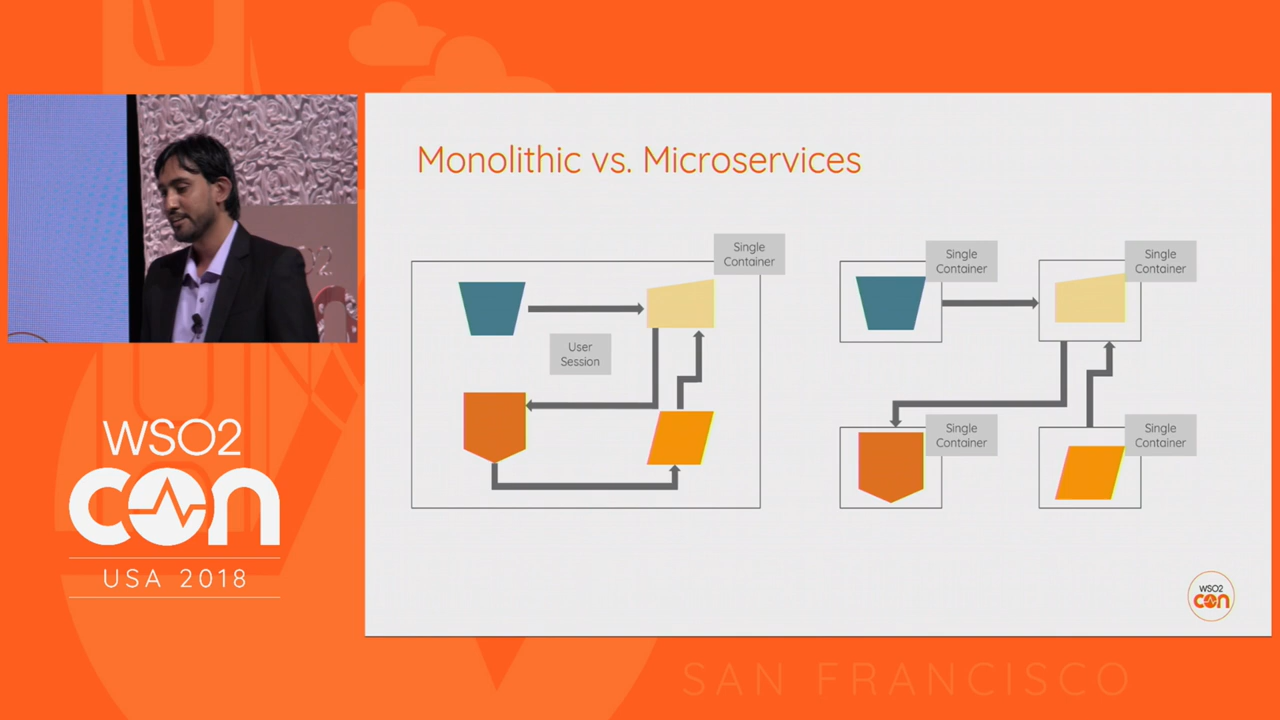 Monolithic vs. Microservices
Single
Container
User
Session
Single
Container
Single
Container
Single
Container
Single
Container
WSO2
CON
USA 2018
WSO2
CON
SAN FRANCISCO